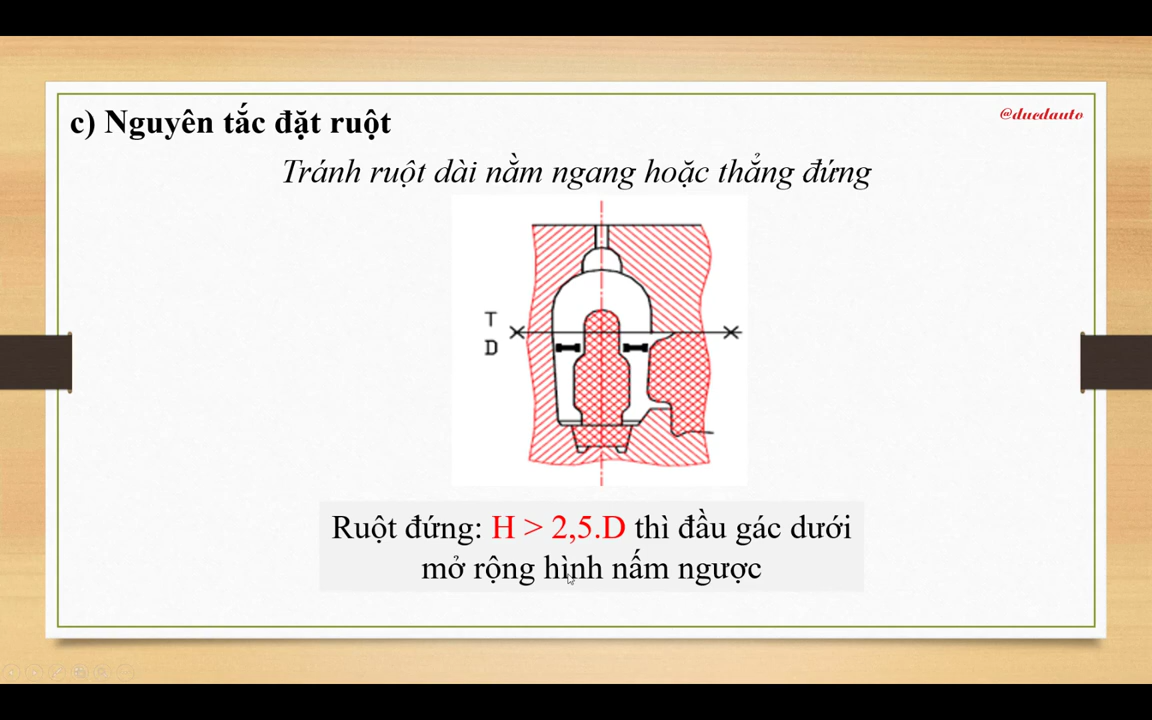 c) Nguyên tắc đặt ruột
@ducdauto
Tránh ruột dài nằm ngang hoặc thẳng đứng
T
D
Ruột đứng: H > 2,5.D thì đầu gác dưới
mở rộng hình nấm ngược